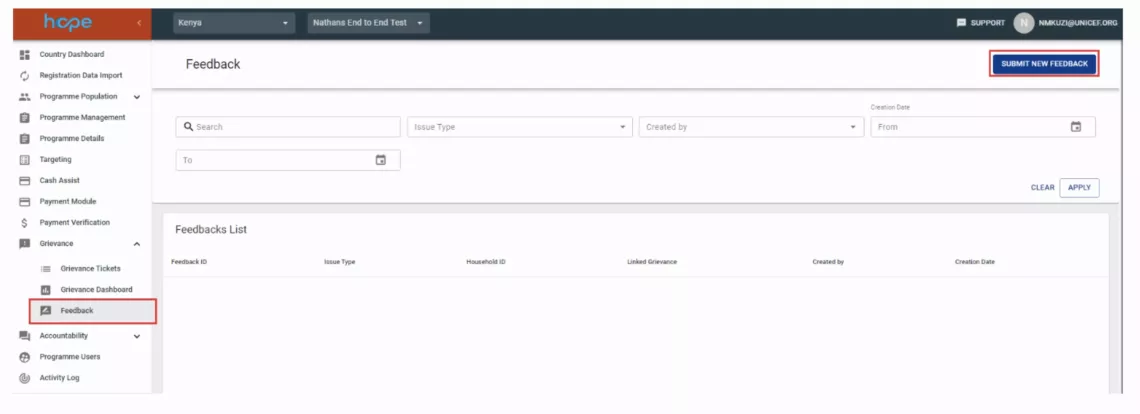 hope
Kenya
Nathans End to End Test
SUPPORT
N
NMKUZI@UNICEF.ORG
Country Dashboard
Registration Data Import
Programme Population
Programme Management
Programme Details
Targeting
Cash Assist
Payment Module
Payment Verification
Grievance
Grievance Tickets
Grievance Dashboard
Feedback
Accountability
Programme Users
Activity Log
Feedback
SUBMIT NEW FEEDBACK
Search
Issue Type
Created by
Creation Date
From
To
CLEAR
APPLY
Feedbacks List
Feedback ID
Issue Type
Household ID
Linked Grievance
Created by
Creation Date